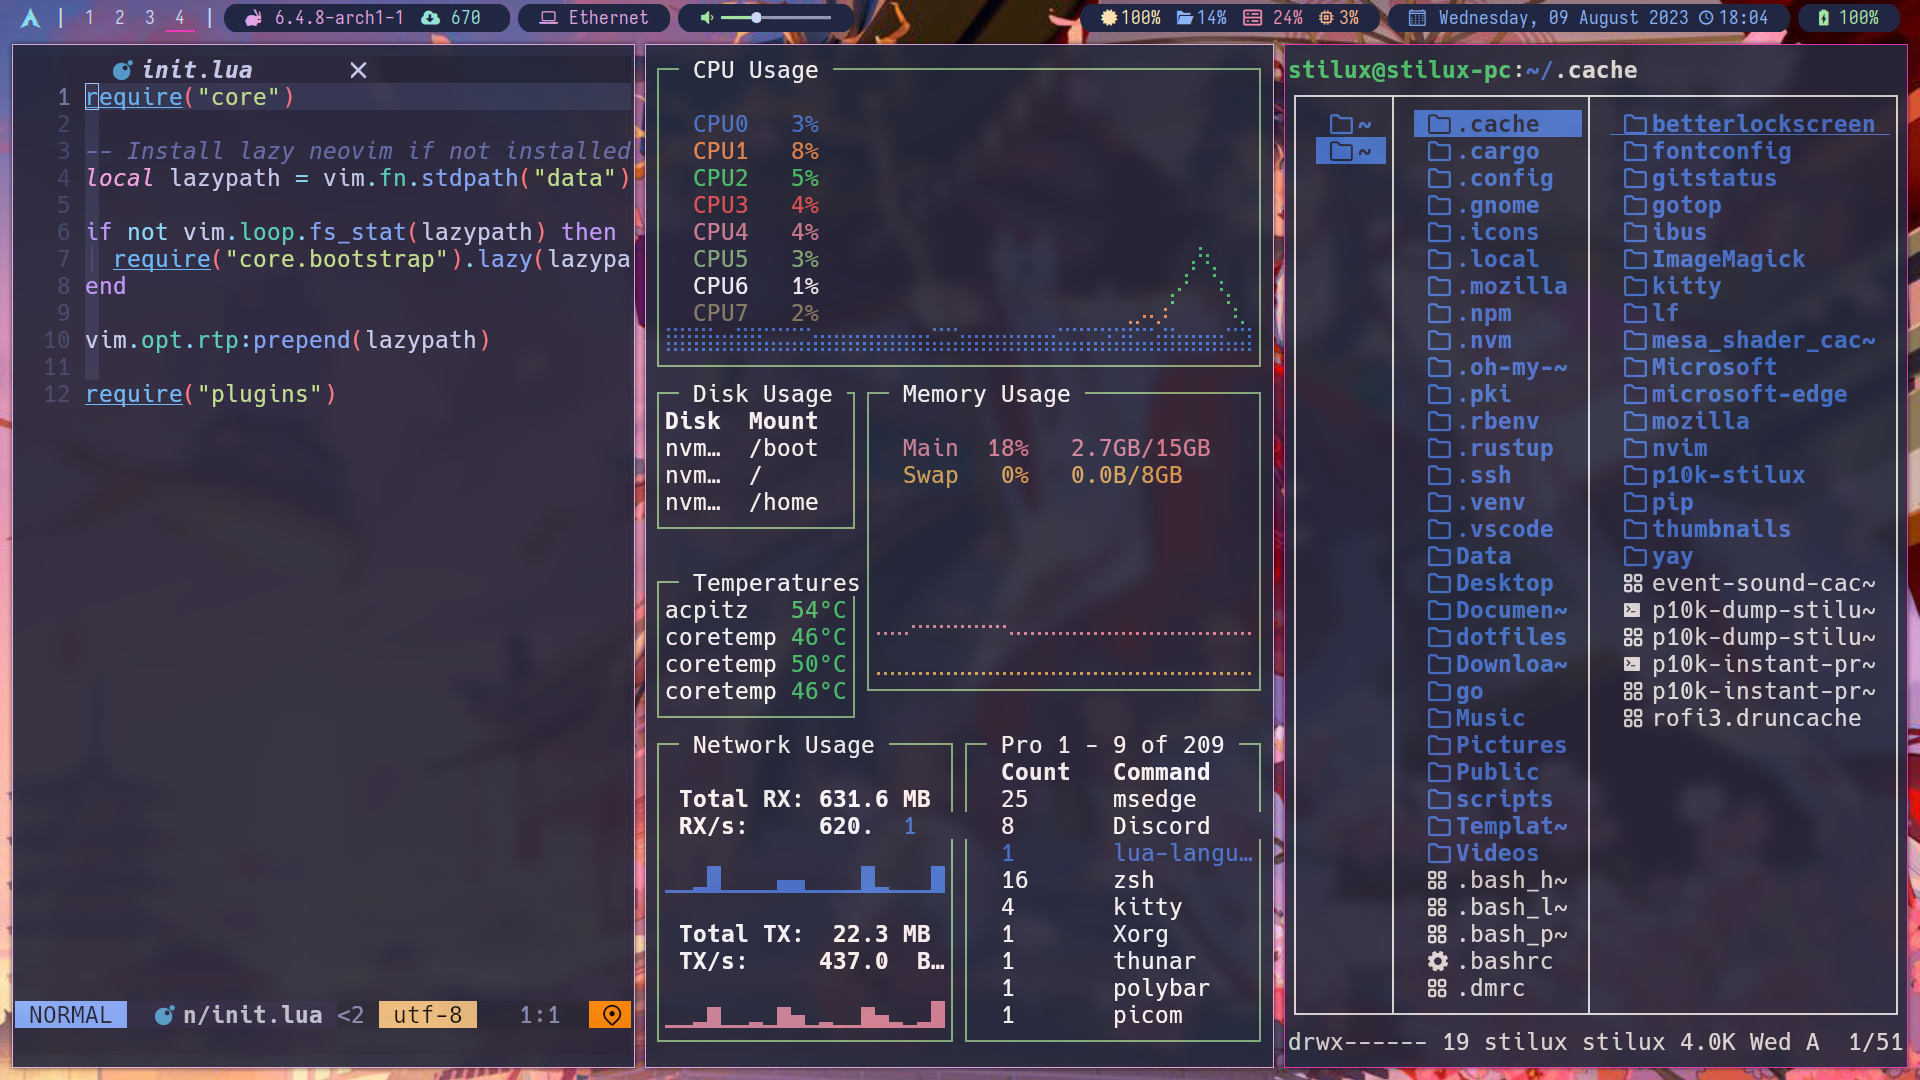 1 2 3 4 6.4.8-arch1-1 670 Ethernet 100% 14% 24% 3% Wednesday, 09 August 2023 18:04 100%
init.lua
1 require("core")
2
3 -- Install lazy neovim if not installed
4 local lazypath = vim.fn.stdpath("data")
5
6 if not vim.loop.fs_stat(lazypath) then
7 require("core.bootstrap").lazy(lazypa
8 end
9
10 vim.opt.rtp:prepend(lazypath)
11
12 require("plugins")
NORMAL n/init.lua <2 utf-8 1:1
CPU Usage
CPU0 3%
CPU1 8%
CPU2 5%
CPU3 4%
CPU4 4%
CPU5 3%
CPU6 1%
CPU7 2%
Disk Usage
Disk Mount
nvm… /boot
nvm… /
nvm… /home
Memory Usage
Main 18% 2.7GB/15GB
Swap 0% 0.0B/8GB
Temperatures
acpitz 54°C
coretemp 46°C
coretemp 50°C
coretemp 46°C
Network Usage
Total RX: 631.6 MB
RX/s: 620. 1
Total TX: 22.3 MB
TX/s: 437.0 B…
Pro 1 - 9 of 209
Count Command
25 msedge
8 Discord
1 lua-langu…
16 zsh
4 kitty
1 Xorg
1 thunar
1 polybar
1 picom
stilux@stilux-pc:~/.cache
~
~
.cache
.cargo
.config
.gnome
.icons
.local
.mozilla
.npm
.nvm
.oh-my-~
.pki
.rbenv
.rustup
.ssh
.venv
.vscode
Data
Desktop
Documen~
dotfiles
Downloa~
go
Music
Pictures
Public
scripts
Templat~
Videos
.bash_h~
.bash_l~
.bash_p~
.bashrc
.dmrc
betterlockscreen
fontconfig
gitstatus
gotop
ibus
ImageMagick
kitty
lf
mesa_shader_cac~
Microsoft
microsoft-edge
mozilla
nvim
p10k-stilux
pip
thumbnails
yay
event-sound-cac~
p10k-dump-stilu~
p10k-dump-stilu~
p10k-instant-pr~
p10k-instant-pr~
rofi3.druncache
drwx------ 19 stilux stilux 4.0K Wed A 1/51